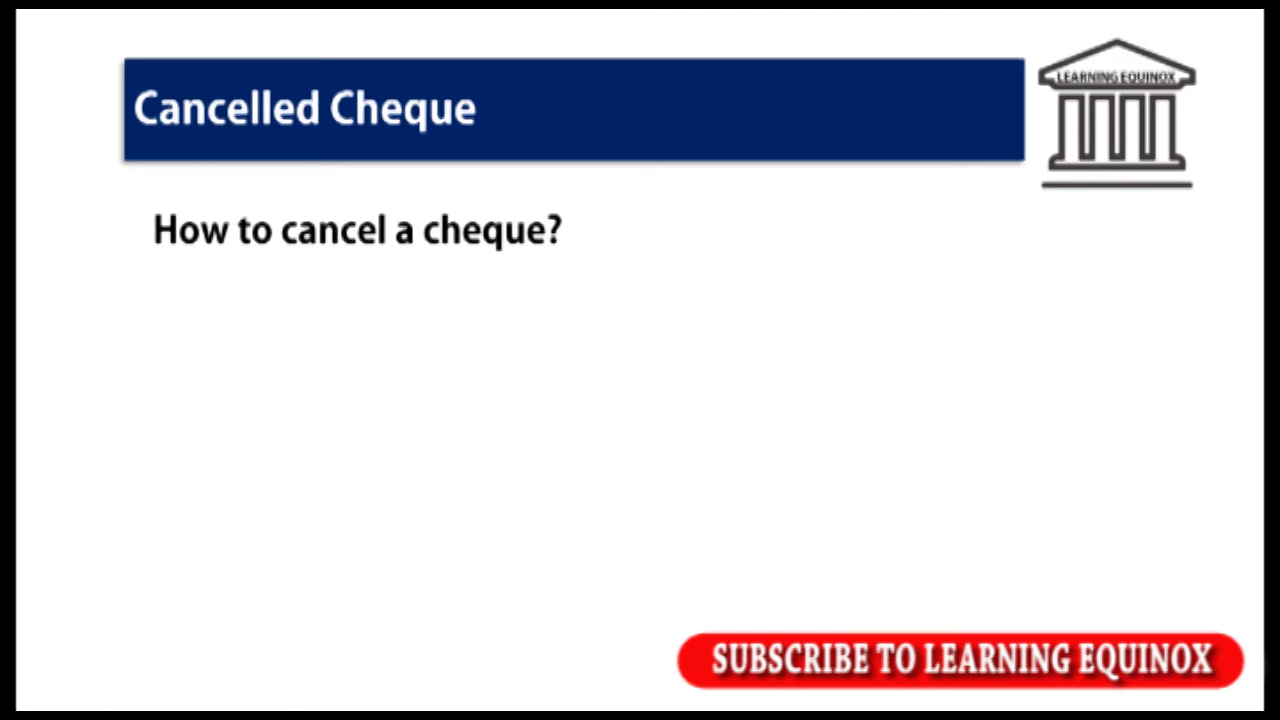 Cancelled Cheque
LEARNING EQUINOX
How to cancel a cheque?
SUBSCRIBE TO LEARNING EQUINOX